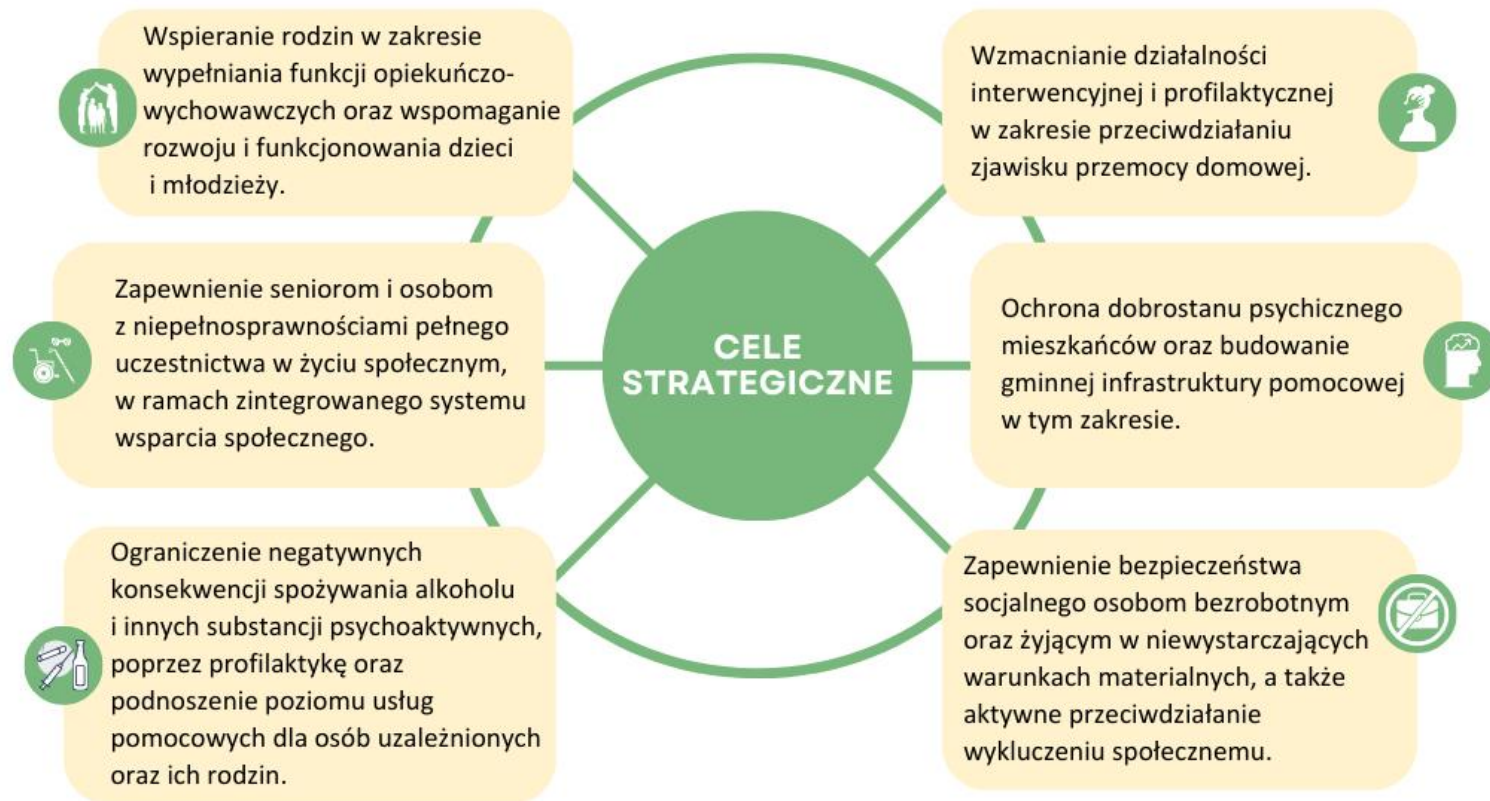 Wspieranie rodzin w zakresie
wypełniania funkcji opiekuńczo-
wychowawczych oraz wspomaganie
rozwoju i funkcjonowania dzieci
i młodzieży.
Wzmacnianie działalności
interwencyjnej i profilaktycznej
w zakresie przeciwdziałaniu
zjawisku przemocy domowej.
Zapewnienie seniorom i osobom
z niepełnosprawnościami pełnego
uczestnictwa w życiu społecznym,
w ramach zintegrowanego systemu
wsparcia społecznego.
CELE
STRATEGICZNE
Ochrona dobrostanu psychicznego
mieszkańców oraz budowanie
gminnej infrastruktury pomocowej
w tym zakresie.
Ograniczenie negatywnych
konsekwencji spożywania alkoholu
i innych substancji psychoaktywnych,
poprzez profilaktykę oraz
podnoszenie poziomu usług
pomocowych dla osób uzależnionych
oraz ich rodzin.
Zapewnienie bezpieczeństwa
socjalnego osobom bezrobotnym
oraz żyjącym w niewystarczających
warunkach materialnych, a także
aktywne przeciwdziałanie
wykluczeniu społecznemu.